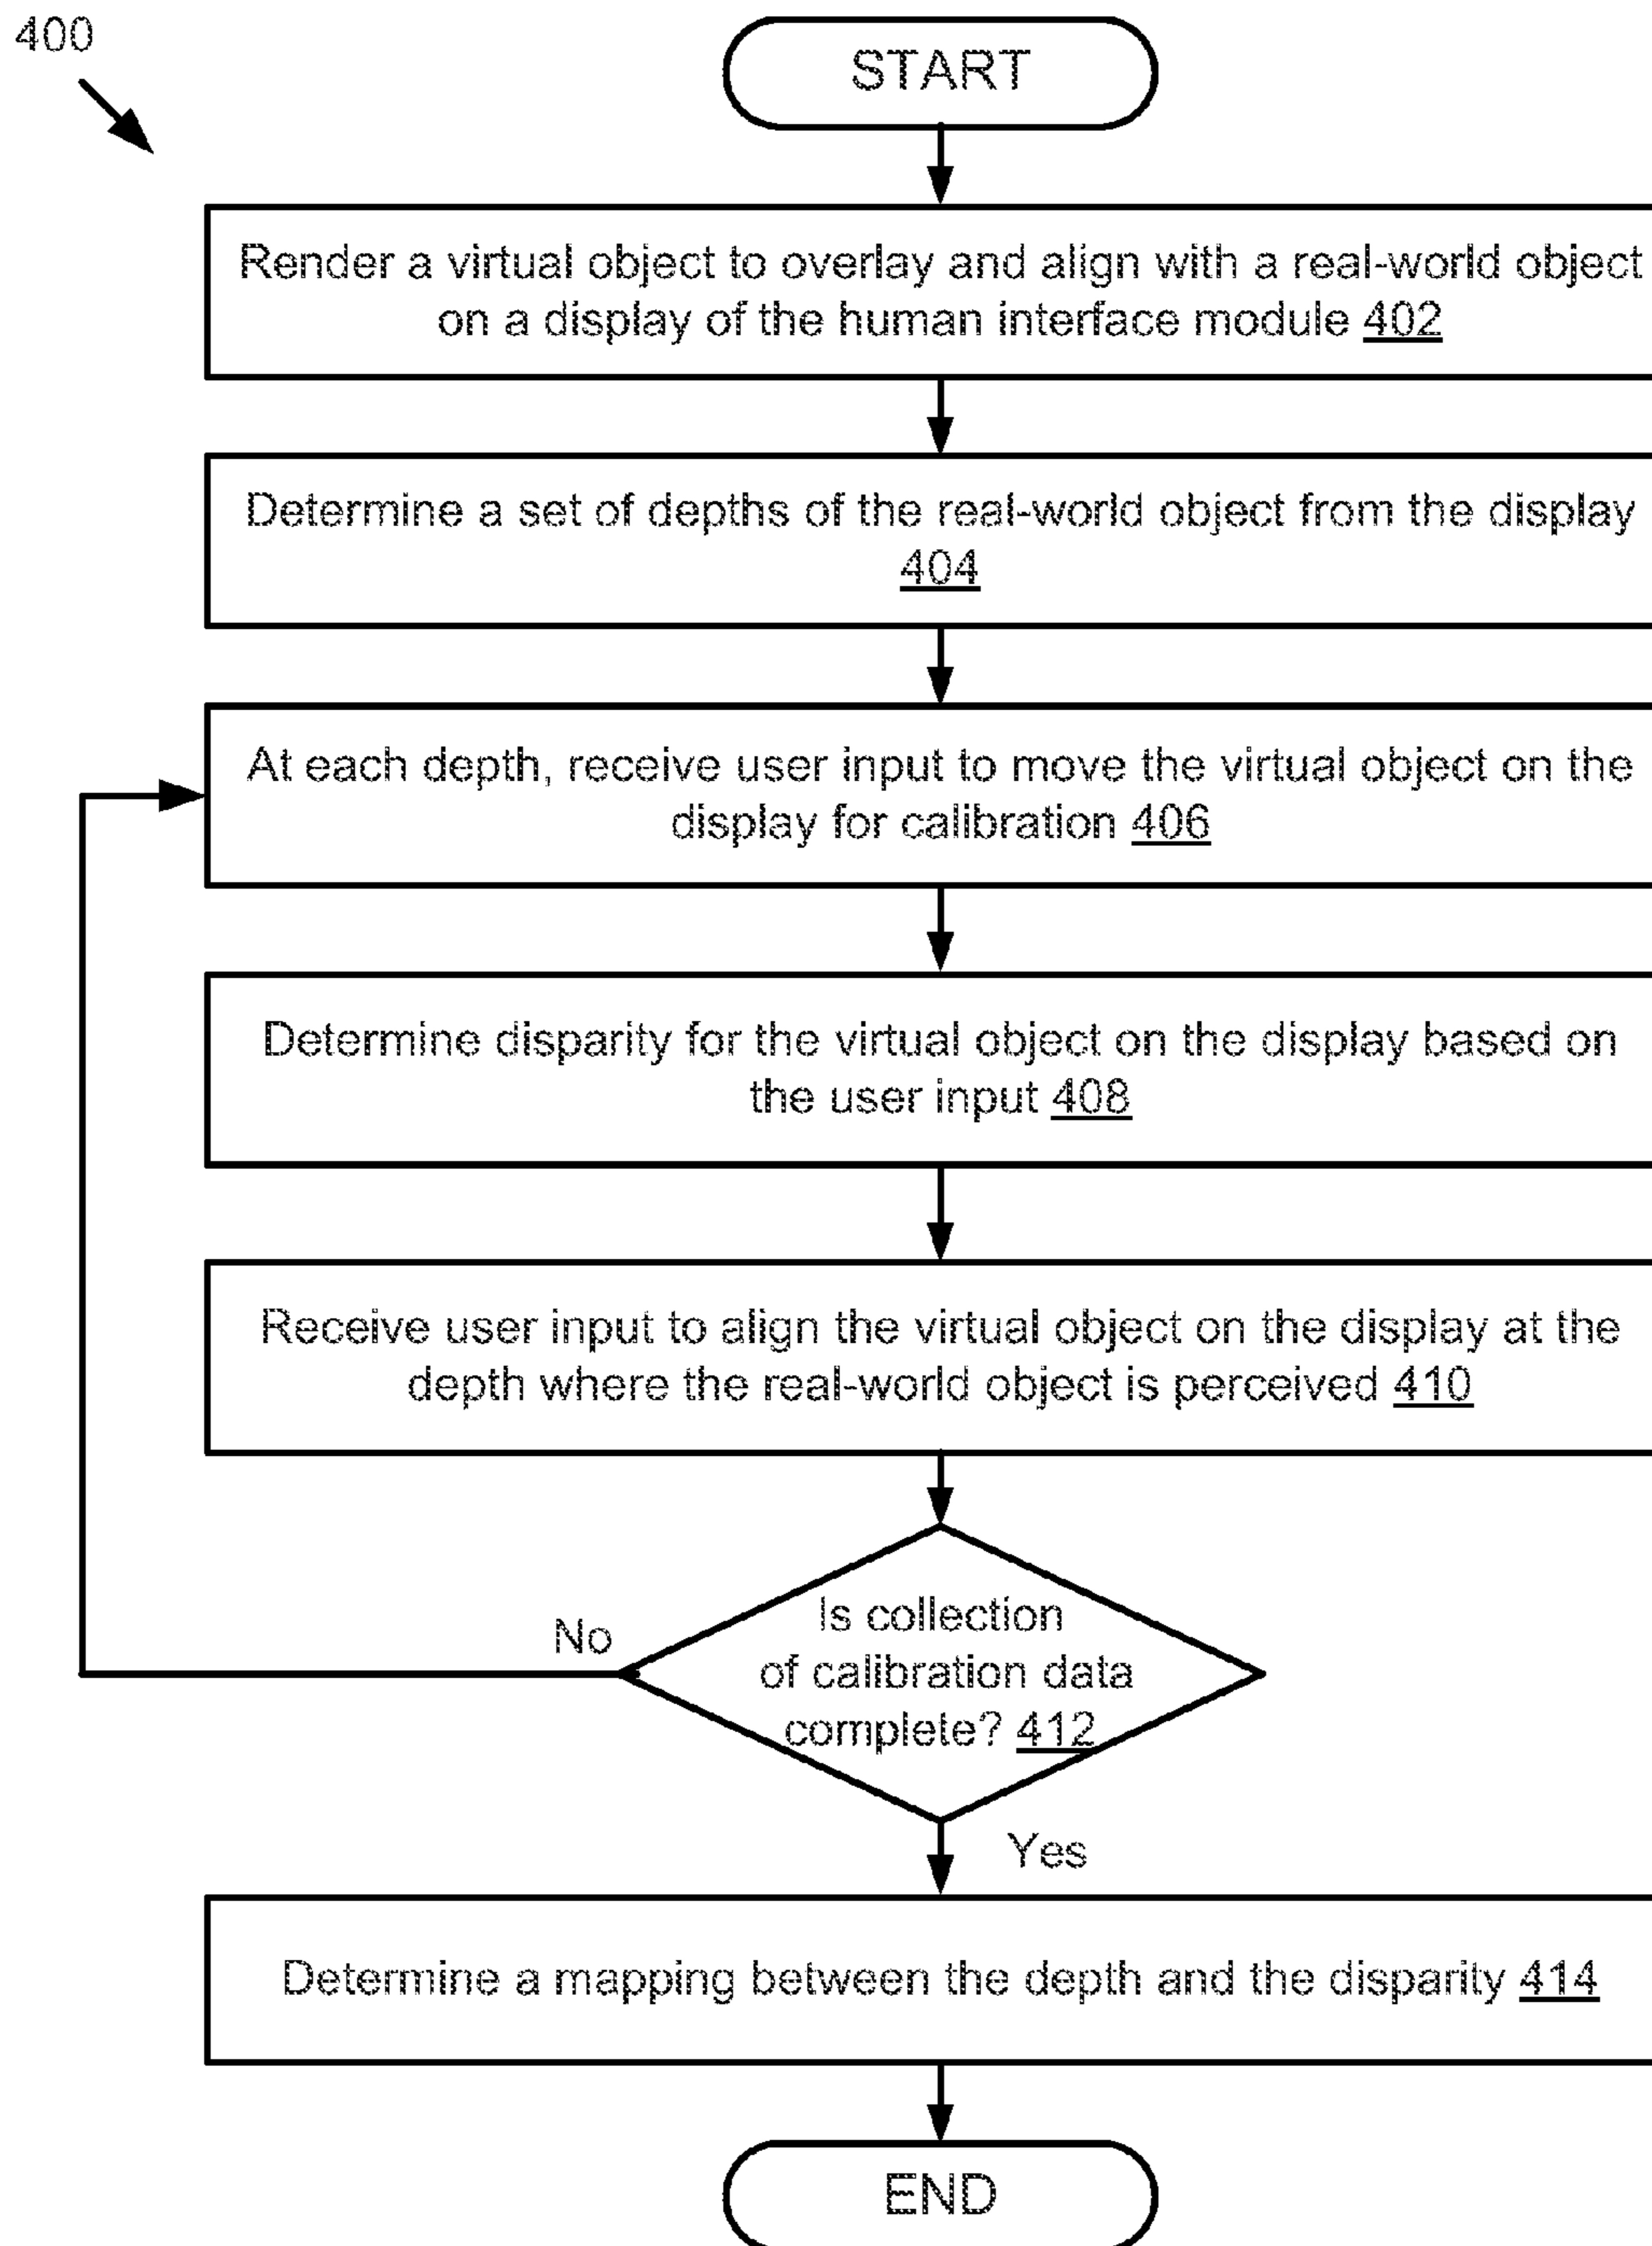 400
START
Render a virtual object to overlay and align with a real-world object
on a display of the human interface module 402
Determine a set of depths of the real-world object from the display
404
At each depth, receive user input to move the virtual object on the
display for calibration 406
Determine disparity for the virtual object on the display based on
the user input 408
Receive user input to align the virtual object on the display at the
depth where the real-world object is perceived 410
Is collection
of calibration data
complete? 412
No
Yes
Determine a mapping between the depth and the disparity 414
END